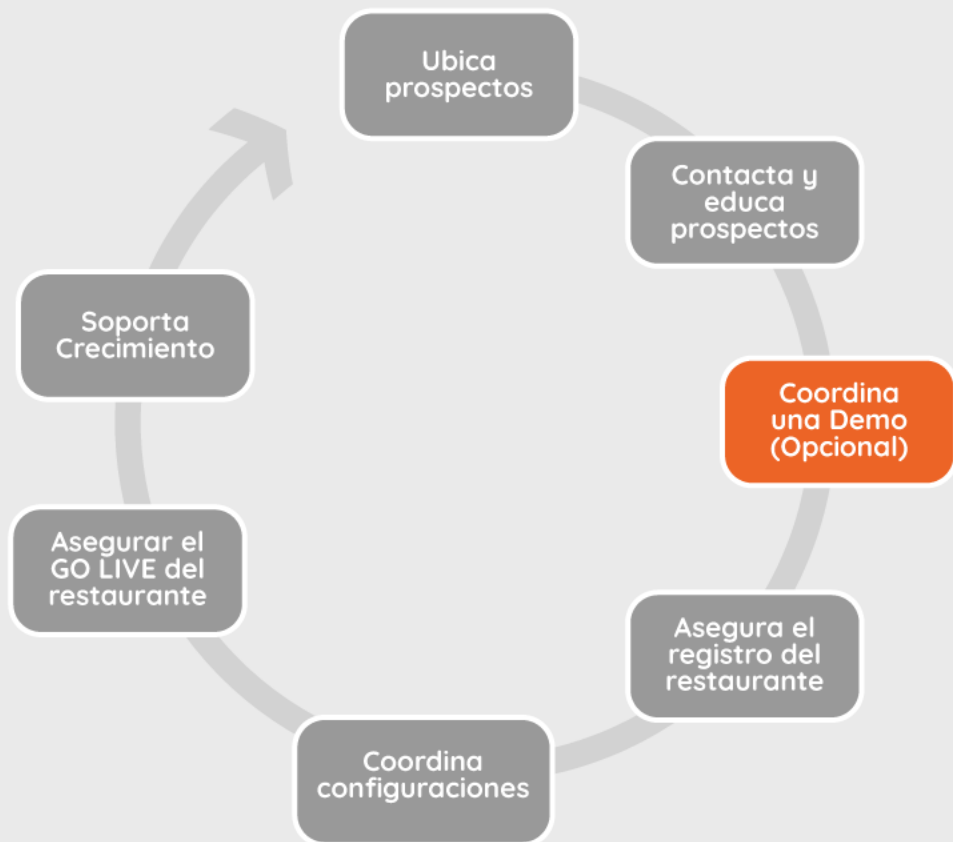 Ubica
prospectos
Contacta y
educa
prospectos
Coordina
una Demo
(Opcional)
Asegura el
registro del
restaurante
Coordina
configuraciones
Asegurar el
GO LIVE del
restaurante
Soporta
Crecimiento